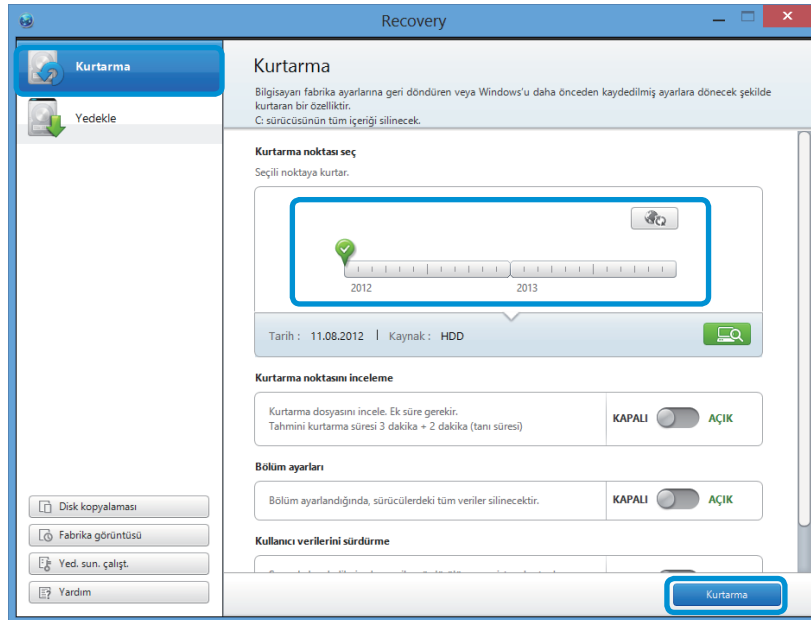 Recovery
Kurtarma
Yedekle
Kurtarma
Bilgisayarı fabrika ayarlarına geri döndüren veya Windows'u daha önceden kaydedilmiş ayarlara dönecek şekilde
kurtaran bir özelliktir.
C: sürücüsünün tüm içeriği silinecek.
Kurtarma noktası seç
Seçili noktaya kurtar.
2012 2013
Tarih : 11.08.2012 | Kaynak : HDD
Kurtarma noktasını inceleme
Kurtarma dosyasını incele. Ek süre gerekir.
Tahmini kurtarma süresi 3 dakika + 2 dakika (tanı süresi)
KAPALI AÇIK
Bölüm ayarları
Bölüm ayarlandığında, sürücülerdeki tüm veriler silinecektir.
KAPALI AÇIK
Kullanıcı verilerini sürdürme
Disk kopyalaması
Fabrika görüntüsü
Yed. sun. çalışt.
Yardım
Kurtarma